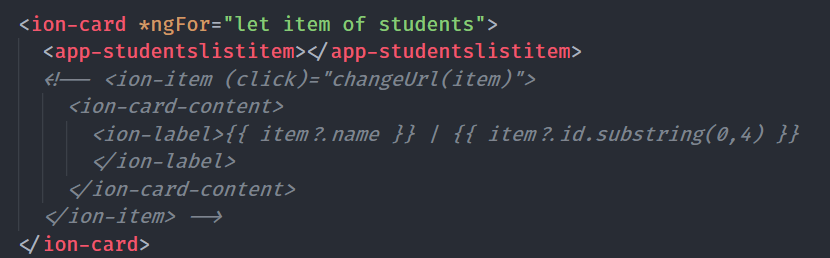 <ion-card *ngFor="let item of students">
<app-studentslistitem></app-studentslistitem>
<!-- <ion-item (click)="changeUrl(item)">
<ion-card-content>
<ion-label>{{ item?.name }} | {{ item?.id.substring(0,4) }}
</ion-label>
</ion-card-content>
</ion-item> -->
</ion-card>